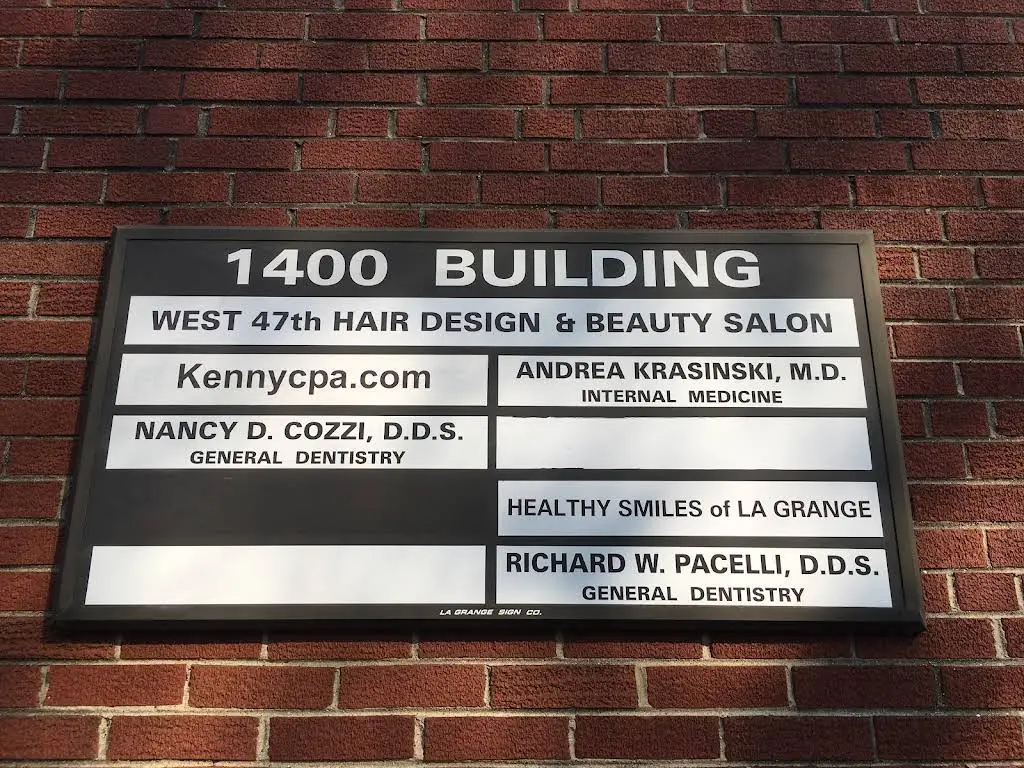 1400 BUILDING
WEST 47th HAIR DESIGN & BEAUTY SALON
Kennycpa.com
ANDREA KRASINSKI, M.D.
INTERNAL MEDICINE
NANCY D. COZZI, D.D.S.
GENERAL DENTISTRY
HEALTHY SMILES of LA GRANGE
RICHARD W. PACELLI, D.D.S.
GENERAL DENTISTRY
LA GRANGE SIGN CO.